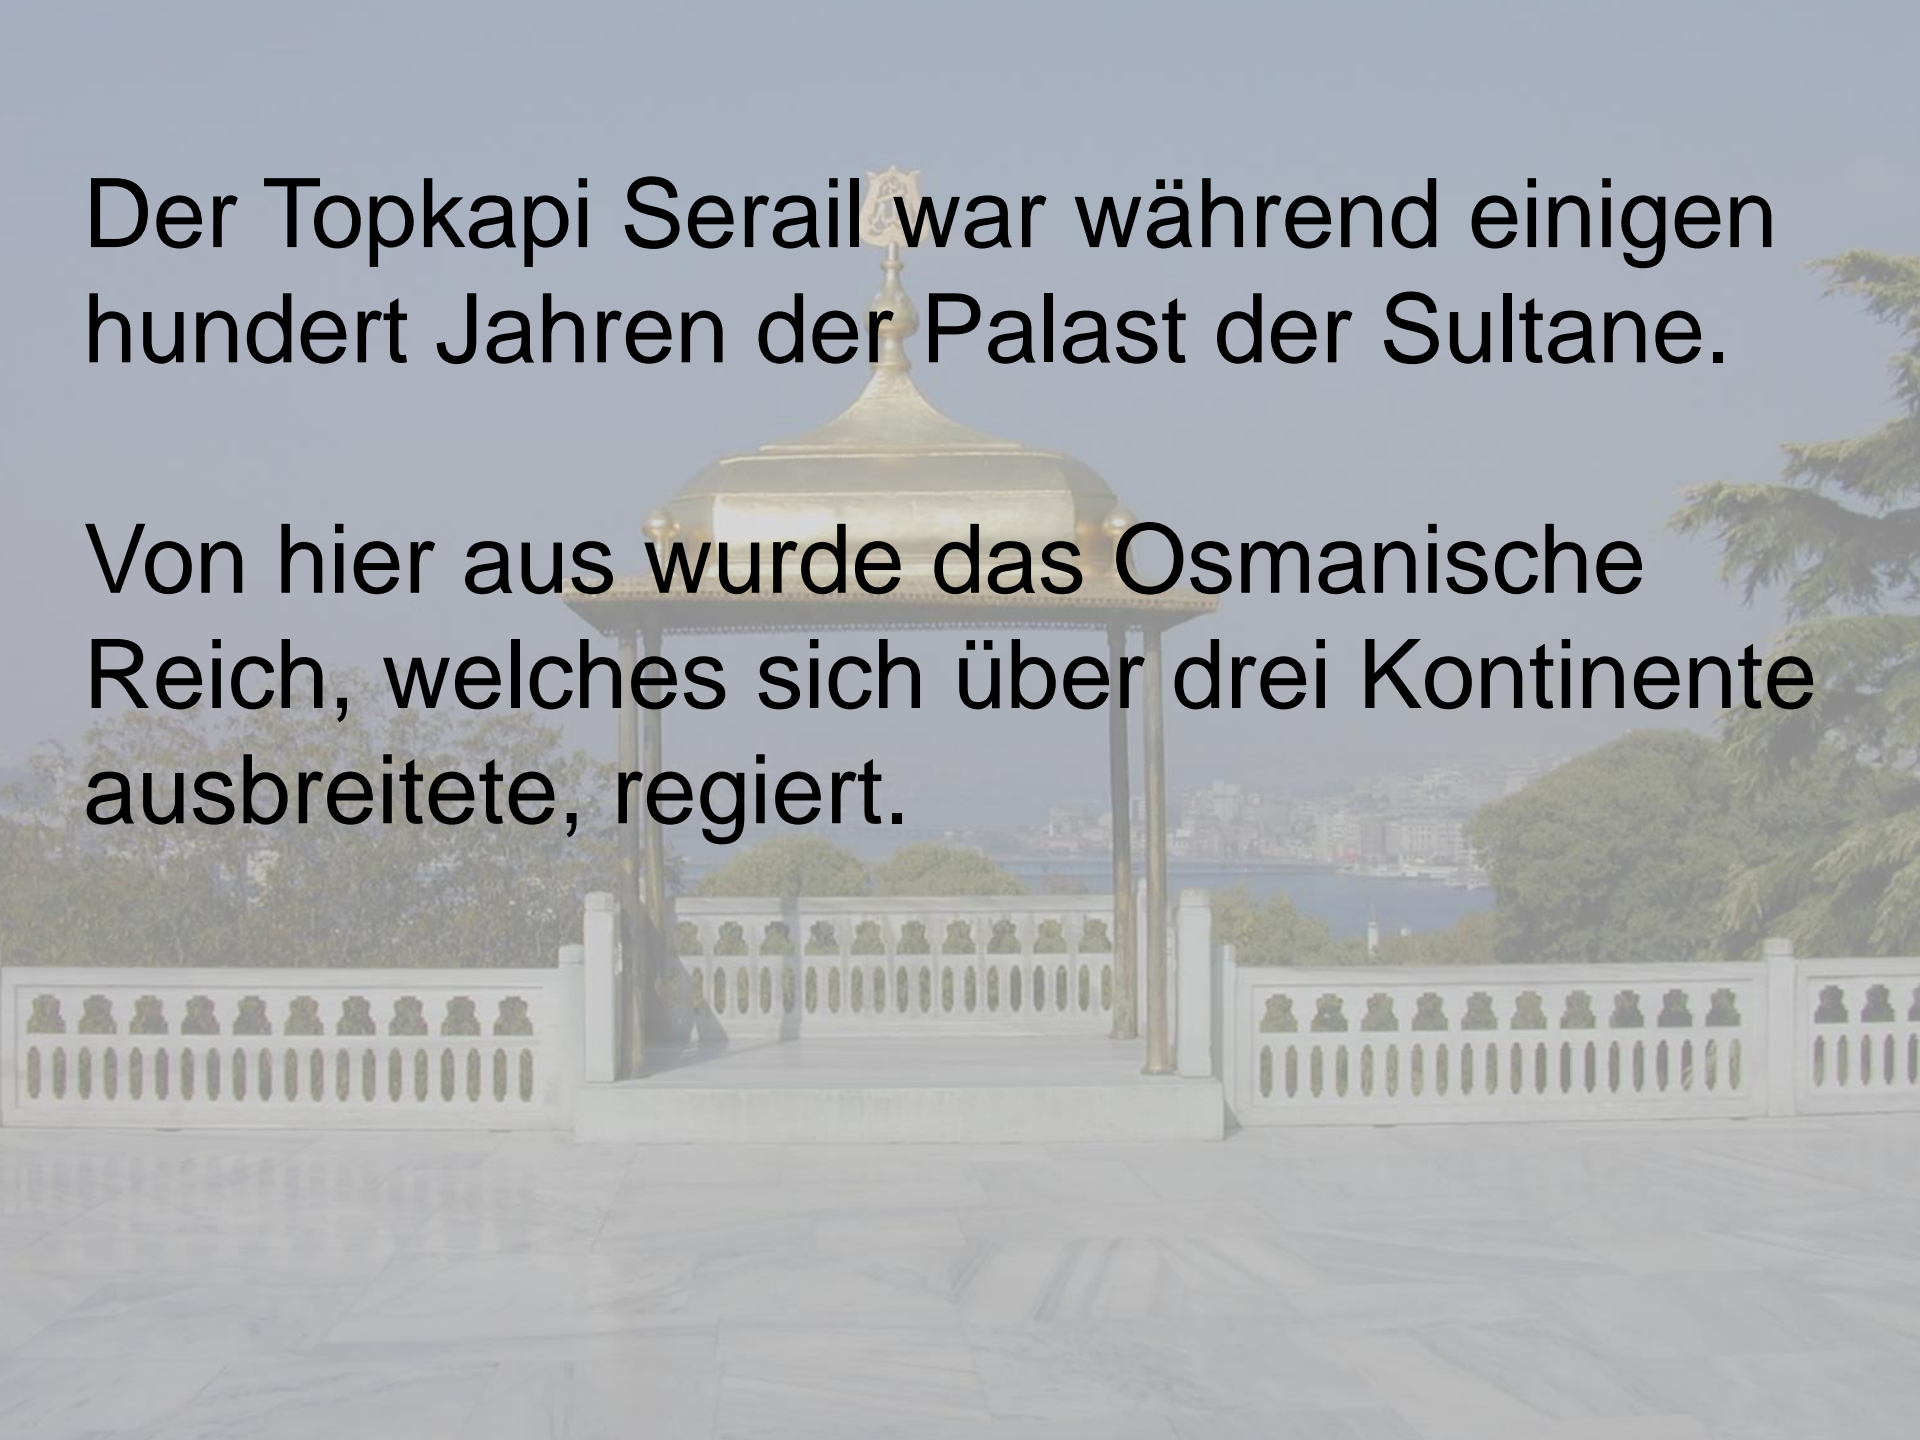 Der Topkapi Serail war während einigen
hundert Jahren der Palast der Sultane.
Von hier aus wurde das Osmanische
Reich, welches sich über drei Kontinente
ausbreitete, regiert.